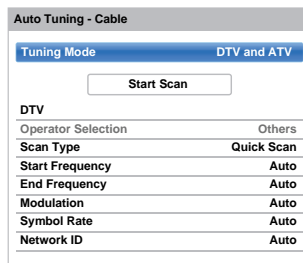 Auto Tuning - Cable
Tuning Mode DTV and ATV
Start Scan
DTV
Operator Selection Others
Scan Type Quick Scan
Start Frequency Auto
End Frequency Auto
Modulation Auto
Symbol Rate Auto
Network ID Auto